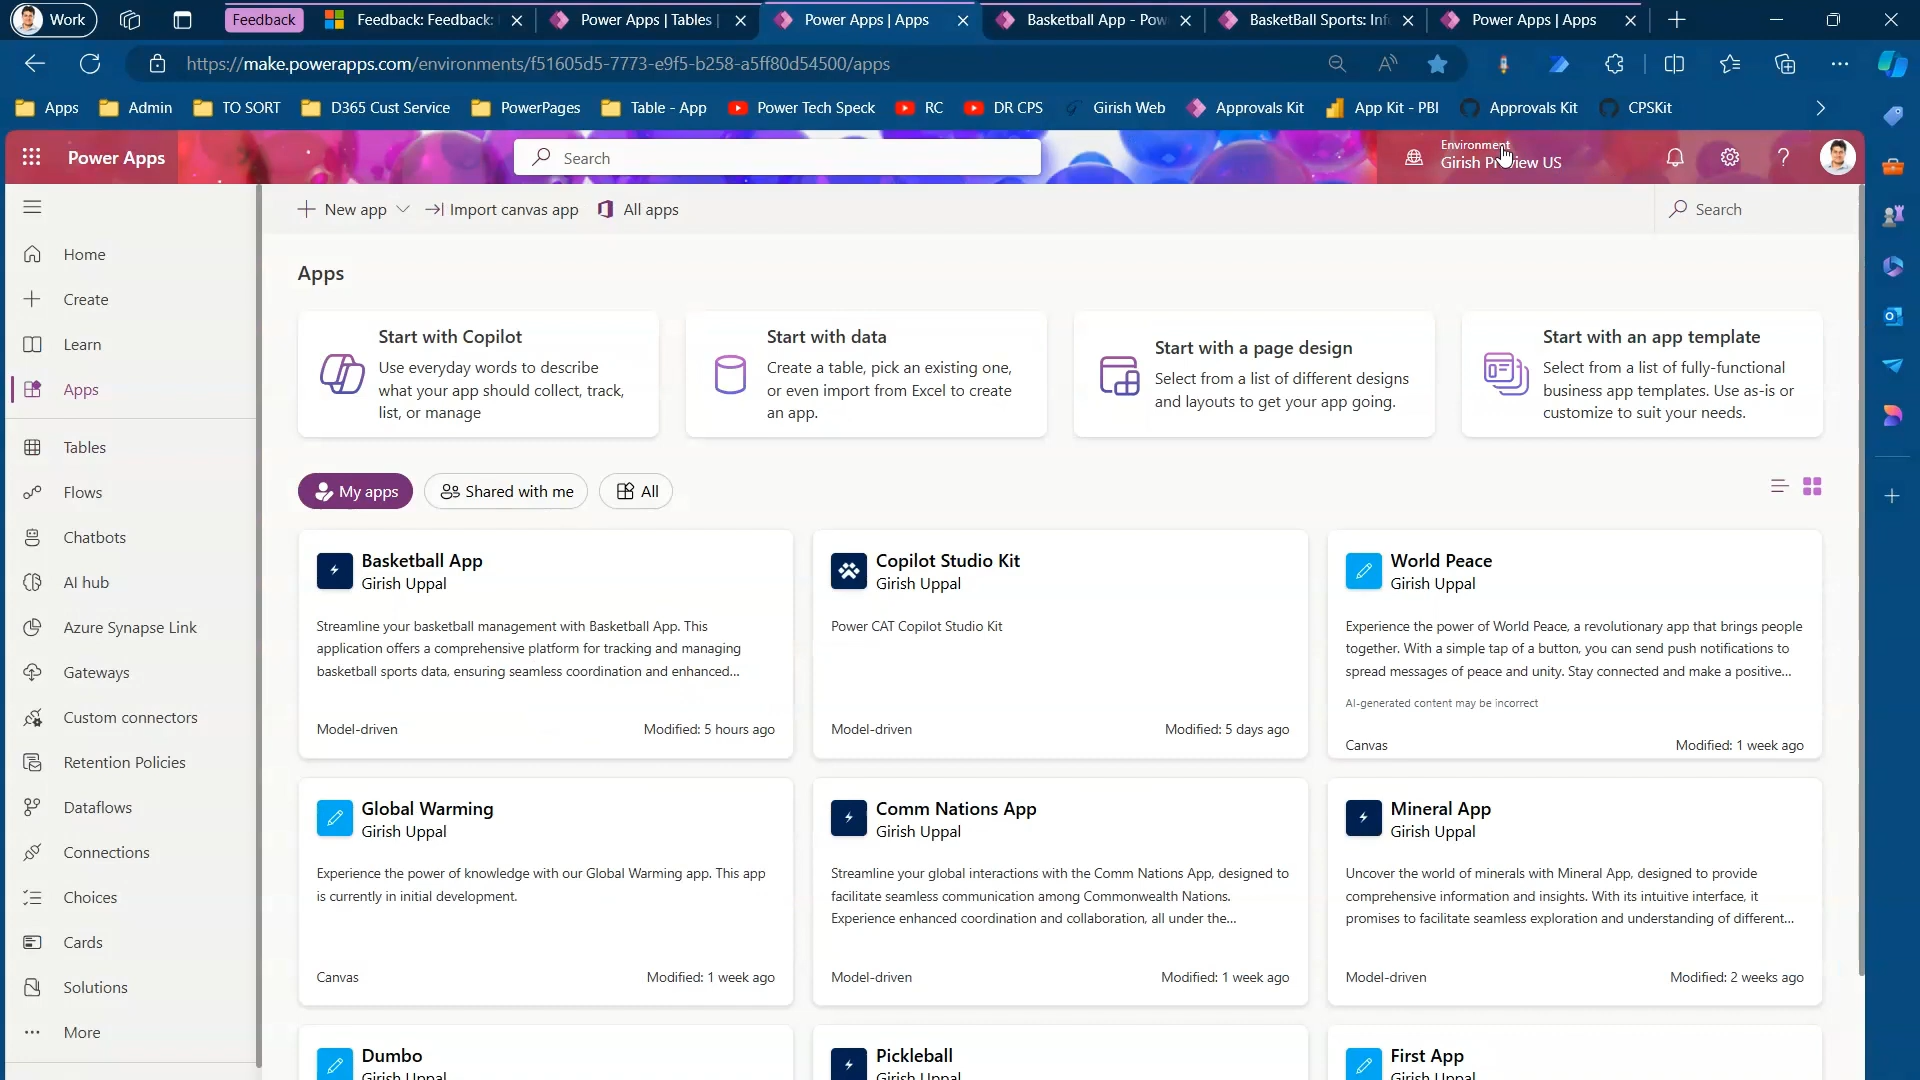 Work
Feedback
Feedback: Feedback:
Power Apps | Tables |
Power Apps | Apps
Basketball App - Pow
BasketBall Sports: Inf
Power Apps | Apps
https://make.powerapps.com/environments/f51605d5-7773-e9f5-b258-a5ff80d54500/apps
Apps
Admin
TO SORT
D365 Cust Service
PowerPages
Table - App
Power Tech Speck
RC
DR CPS
Girish Web
Approvals Kit
App Kit - PBI
Approvals Kit
CPSKit
Power Apps
Search
Environment
Girish Preview US
New app
Import canvas app
All apps
Search
Home
Create
Learn
Apps
Tables
Flows
Chatbots
AI hub
Azure Synapse Link
Gateways
Custom connectors
Retention Policies
Dataflows
Connections
Choices
Cards
Solutions
More
Apps
Start with Copilot
Use everyday words to describe
what your app should collect, track,
list, or manage
Start with data
Create a table, pick an existing one,
or even import from Excel to create
an app.
Start with a page design
Select from a list of different designs
and layouts to get your app going.
Start with an app template
Select from a list of fully-functional
business app templates. Use as-is or
customize to suit your needs.
My apps
Shared with me
All
Basketball App
Girish Uppal
Streamline your basketball management with Basketball App. This
application offers a comprehensive platform for tracking and managing
basketball sports data, ensuring seamless coordination and enhanced...
Model-driven
Modified: 5 hours ago
Copilot Studio Kit
Girish Uppal
Power CAT Copilot Studio Kit
Model-driven
Modified: 5 days ago
World Peace
Girish Uppal
Experience the power of World Peace, a revolutionary app that brings people
together. With a simple tap of a button, you can send push notifications to
spread messages of peace and unity. Stay connected and make a positive...
AI-generated content may be incorrect
Canvas
Modified: 1 week ago
Global Warming
Girish Uppal
Experience the power of knowledge with our Global Warming app. This app
is currently in initial development.
Canvas
Modified: 1 week ago
Comm Nations App
Girish Uppal
Streamline your global interactions with the Comm Nations App, designed to
facilitate seamless communication among Commonwealth Nations.
Experience enhanced coordination and collaboration, all under the...
Model-driven
Modified: 1 week ago
Mineral App
Girish Uppal
Uncover the world of minerals with Mineral App, designed to provide
comprehensive information and insights. With its intuitive interface, it
promises to facilitate seamless exploration and understanding of different...
Model-driven
Modified: 2 weeks ago
Dumbo
Girish Uppal
Pickleball
Girish Uppal
First App
Girish Uppal